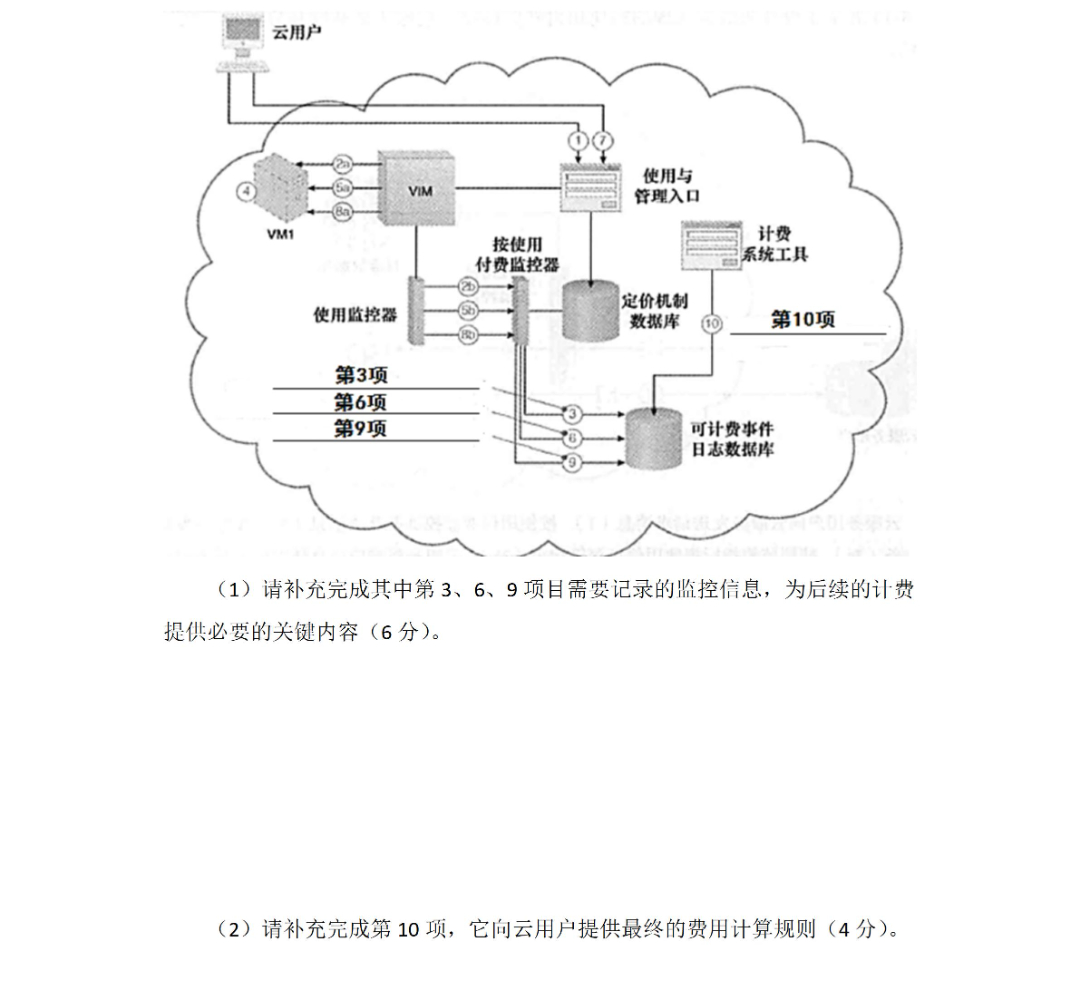 云用户
1 7
使用与
管理入口
2a
5a
8a
4
VIM
VM1
计费
系统工具
按使用
付费监控器
使用监控器
2b
5b
8b
定价机制
数据库
10
第10项
第3项
第6项
第9项
3
6
9
可计费事件
日志数据库
（1）请补充完成其中第 3、6、9 项目需要记录的监控信息，为后续的计费
提供必要的关键内容（6 分）。
（2）请补充完成第 10 项，它向云用户提供最终的费用计算规则（4 分）。